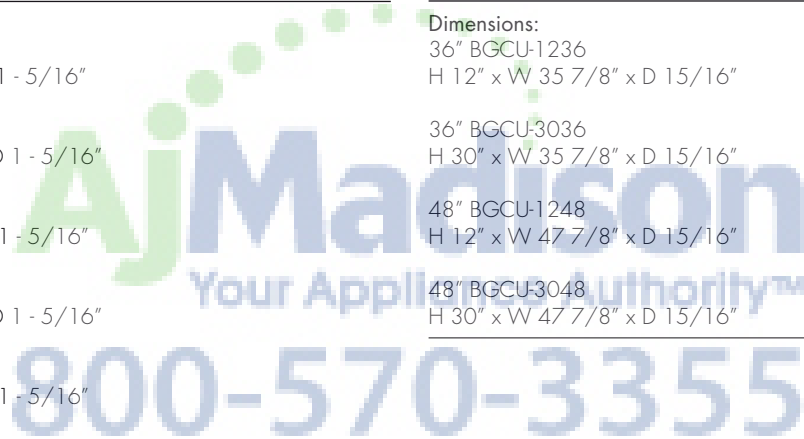 1 - 5/16”
D 1 - 5/16”
1 - 5/16”
D 1 - 5/16”
1 - 5/16”
Dimensions:
36” BGCU-1236
H 12” x W 35 7/8” x D 15/16”
36” BGCU-3036
H 30” x W 35 7/8” x D 15/16”
48” BGCU-1248
H 12” x W 47 7/8” x D 15/16”
48” BGCU-3048
H 30” x W 47 7/8” x D 15/16”
AjMadison
Your Appliance Authority™
800-570-3355